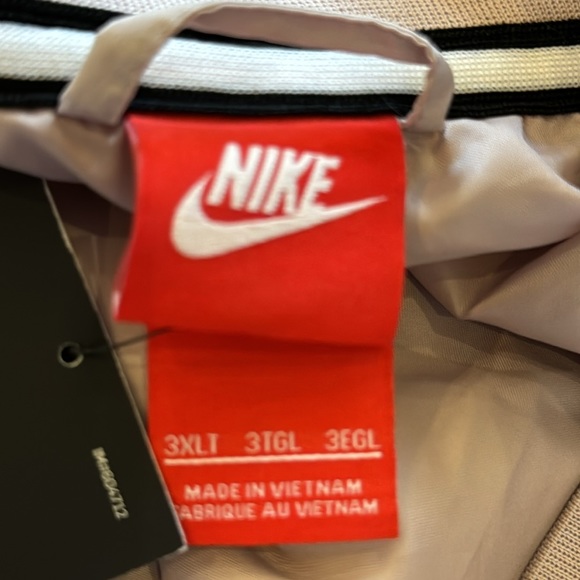 NIKE
3XLT 3TGL 3EGL
MADE IN VIETNAM
FABRIQUE AU VIETNAM